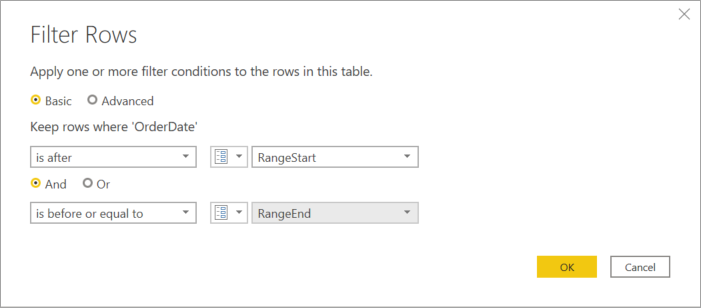 Filter Rows
Apply one or more filter conditions to the rows in this table.
Basic Advanced
Keep rows where 'OrderDate'
is after RangeStart
And Or
is before or equal to RangeEnd
OK Cancel